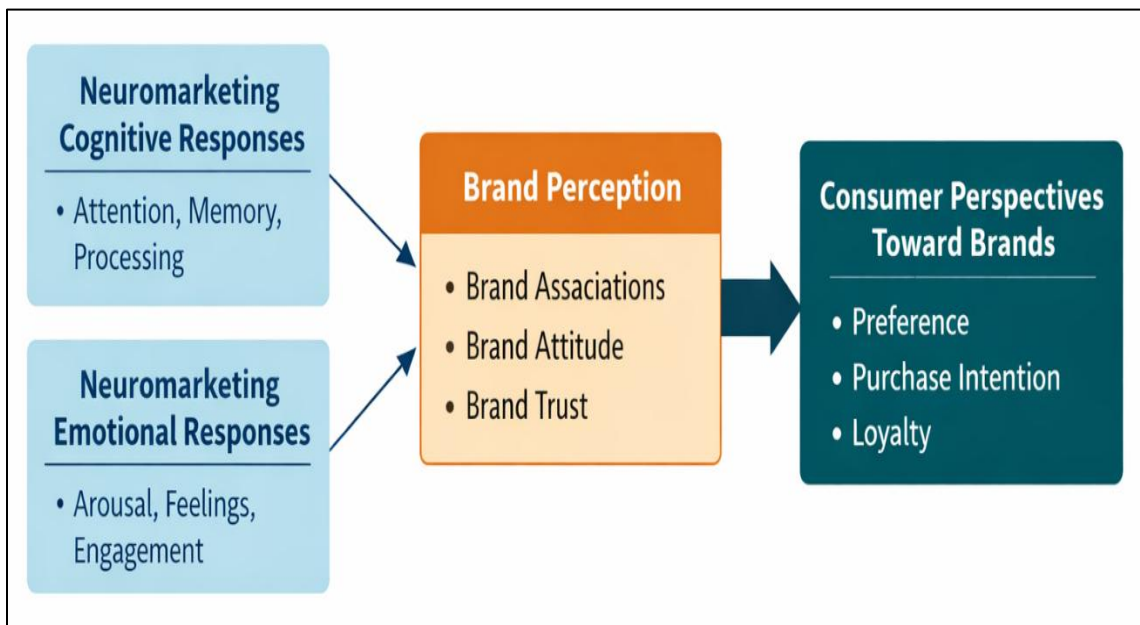 Neuromarketing
Cognitive Responses
• Attention, Memory,
Processing
Neuromarketing
Emotional Responses
• Arousal, Feelings,
Engagement
Brand Perception
• Brand Assaciations
• Brand Attitude
• Brand Trust
Consumer Perspectives
Toward Brands
• Preference
• Purchase Intention
• Loyalty